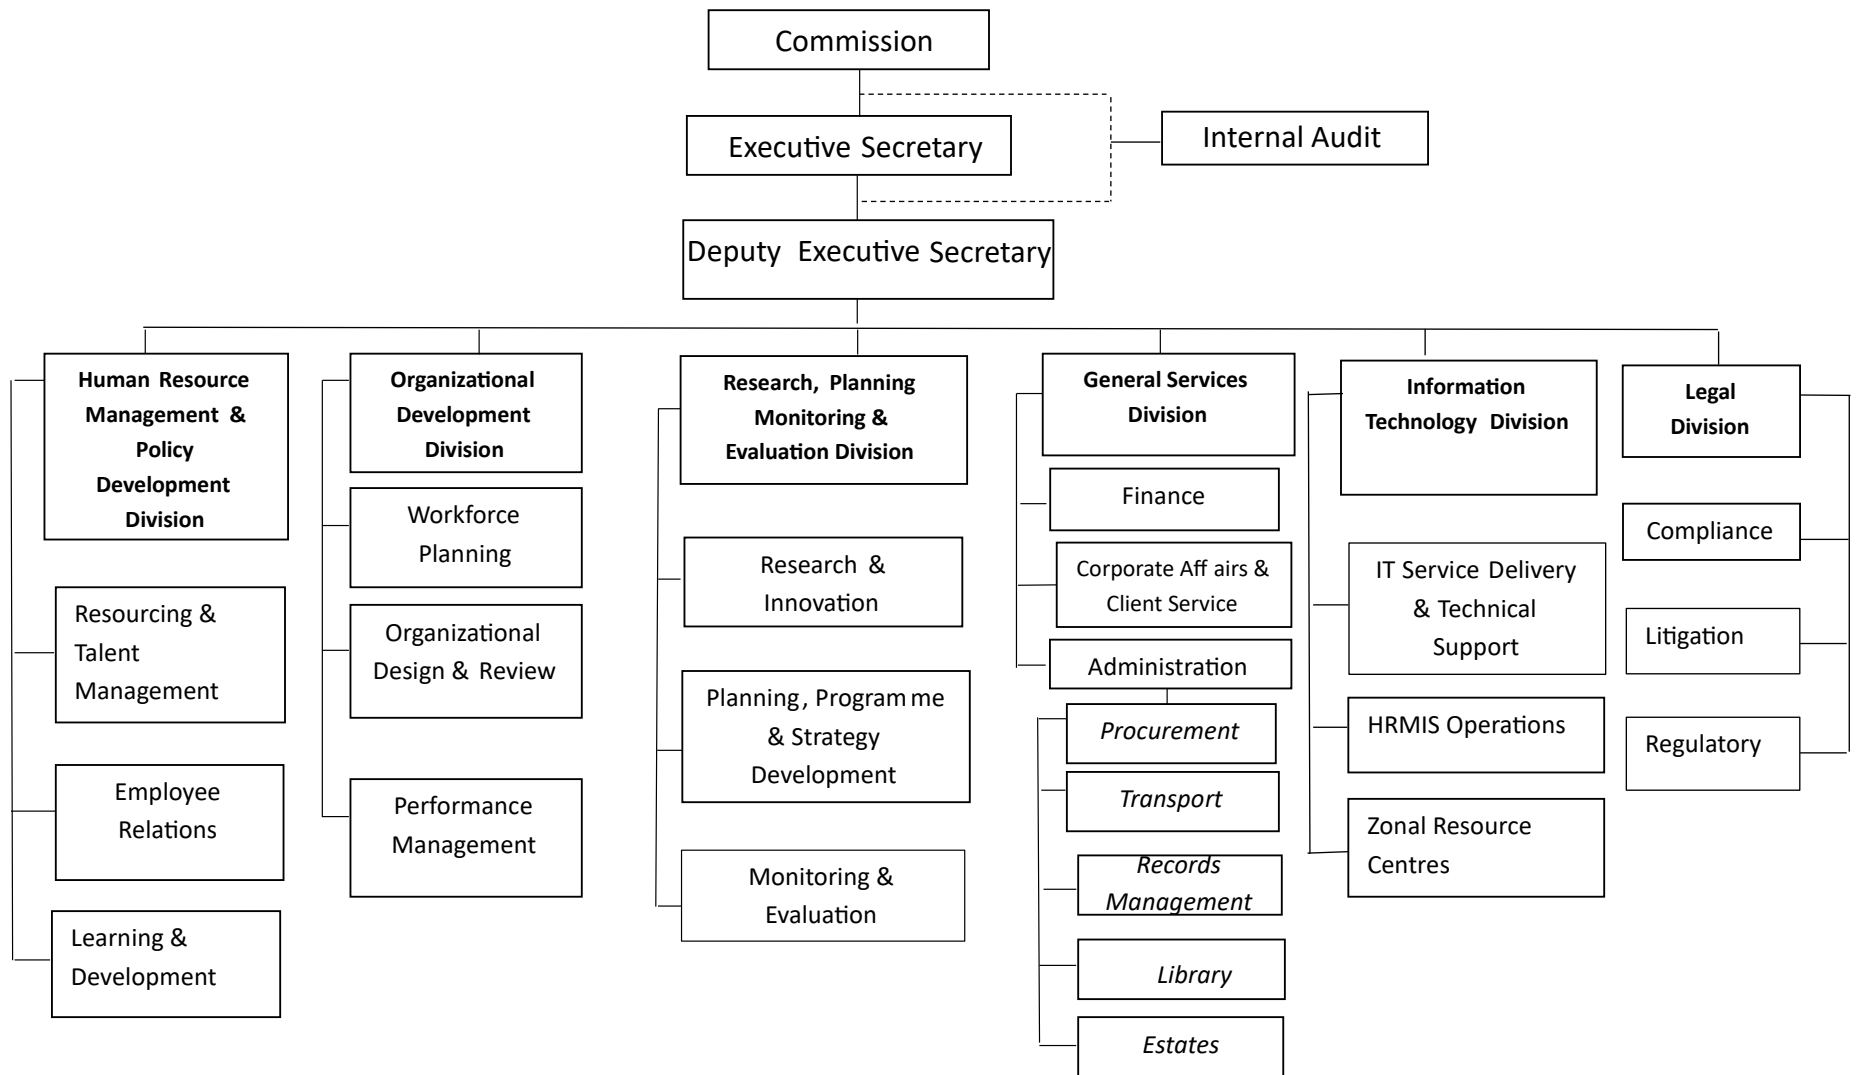 Commission
Executive Secretary
Internal Audit
Deputy Executive Secretary
Human Resource
Management &
Policy
Development
Division
Resourcing &
Talent
Management
Employee
Relations
Learning &
Development
Organizational
Development
Division
Workforce
Planning
Organizational
Design & Review
Performance
Management
Research, Planning
Monitoring &
Evaluation Division
Research &
Innovation
Planning, Programme
& Strategy
Development
Monitoring &
Evaluation
General Services
Division
Finance
Corporate Aff airs &
Client Service
Administration
Procurement
Transport
Records
Management
Library
Estates
Information
Technology Division
IT Service Delivery
& Technical
Support
HRMIS Operations
Zonal Resource
Centres
Legal
Division
Compliance
Litigation
Regulatory